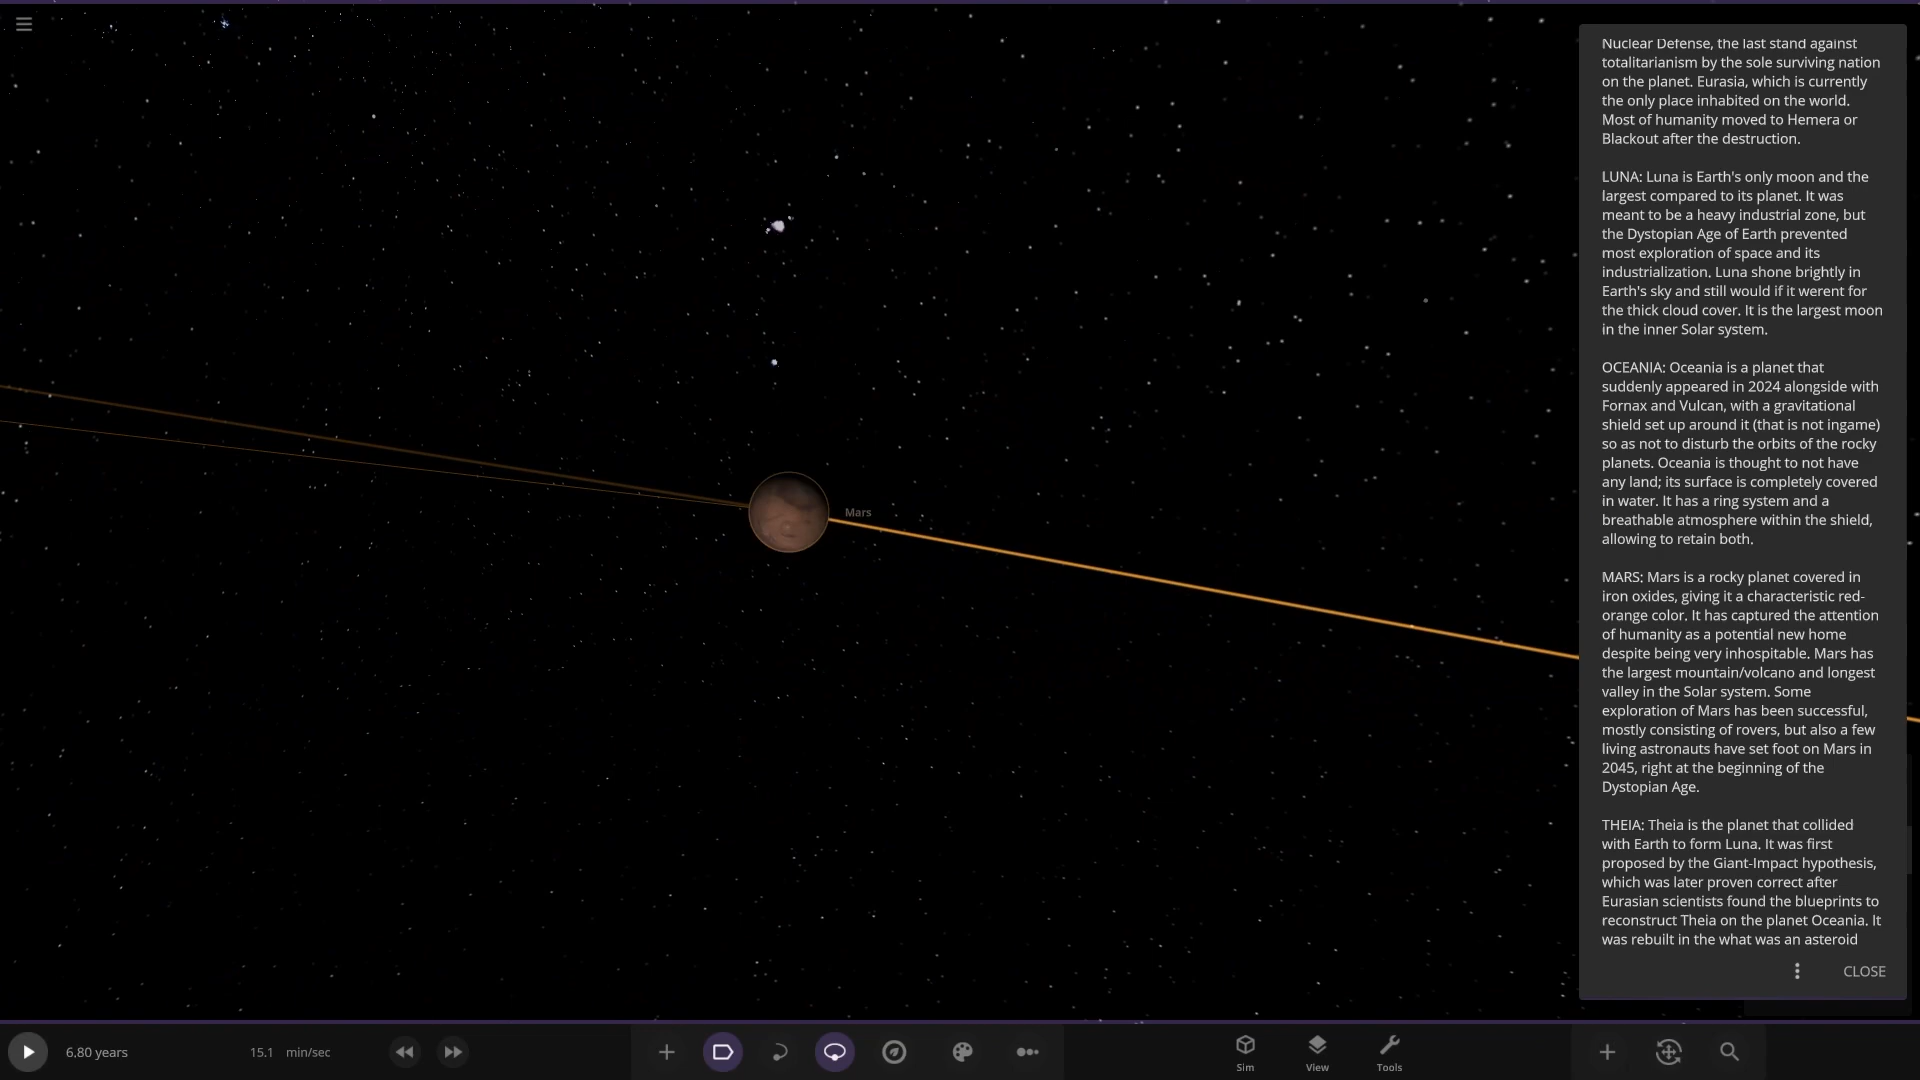 Nuclear Defense, the last stand against
totalitarianism by the sole surviving nation
on the planet. Eurasia, which is currently
the only place inhabited on the world.
Most of humanity moved to Hemera or
Blackout after the destruction.
LUNA: Luna is Earth's only moon and the
largest compared to its planet. It was
meant to be a heavy industrial zone, but
the Dystopian Age of Earth prevented
most exploration of space and its
industrialization. Luna shone brightly in
Earth's sky and still would if it werent for
the thick cloud cover. It is the largest moon
in the inner Solar system.
OCEANIA: Oceania is a planet that
suddenly appeared in 2024 alongside with
Fornax and Vulcan, with a gravitational
shield set up around it (that is not ingame)
so as not to disturb the orbits of the rocky
planets. Oceania is thought to not have
any land; its surface is completely covered
in water. It has a ring system and a
breathable atmosphere within the shield,
allowing to retain both.
MARS: Mars is a rocky planet covered in
iron oxides, giving it a characteristic red-
orange color. It has captured the attention
of humanity as a potential new home
despite being very inhospitable. Mars has
the largest mountain/volcano and longest
valley in the Solar system. Some
exploration of Mars has been successful,
mostly consisting of rovers, but also a few
living astronauts have set foot on Mars in
2045, right at the beginning of the
Dystopian Age.
THEIA: Theia is the planet that collided
with Earth to form Luna. It was first
proposed by the Giant-Impact hypothesis,
which was later proven correct after
Eurasian scientists found the blueprints to
reconstruct Theia on the planet Oceania. It
was rebuilt in the what was an asteroid
CLOSE
Mars
6.80 years
15.1 min/sec
Sim
View
Tools